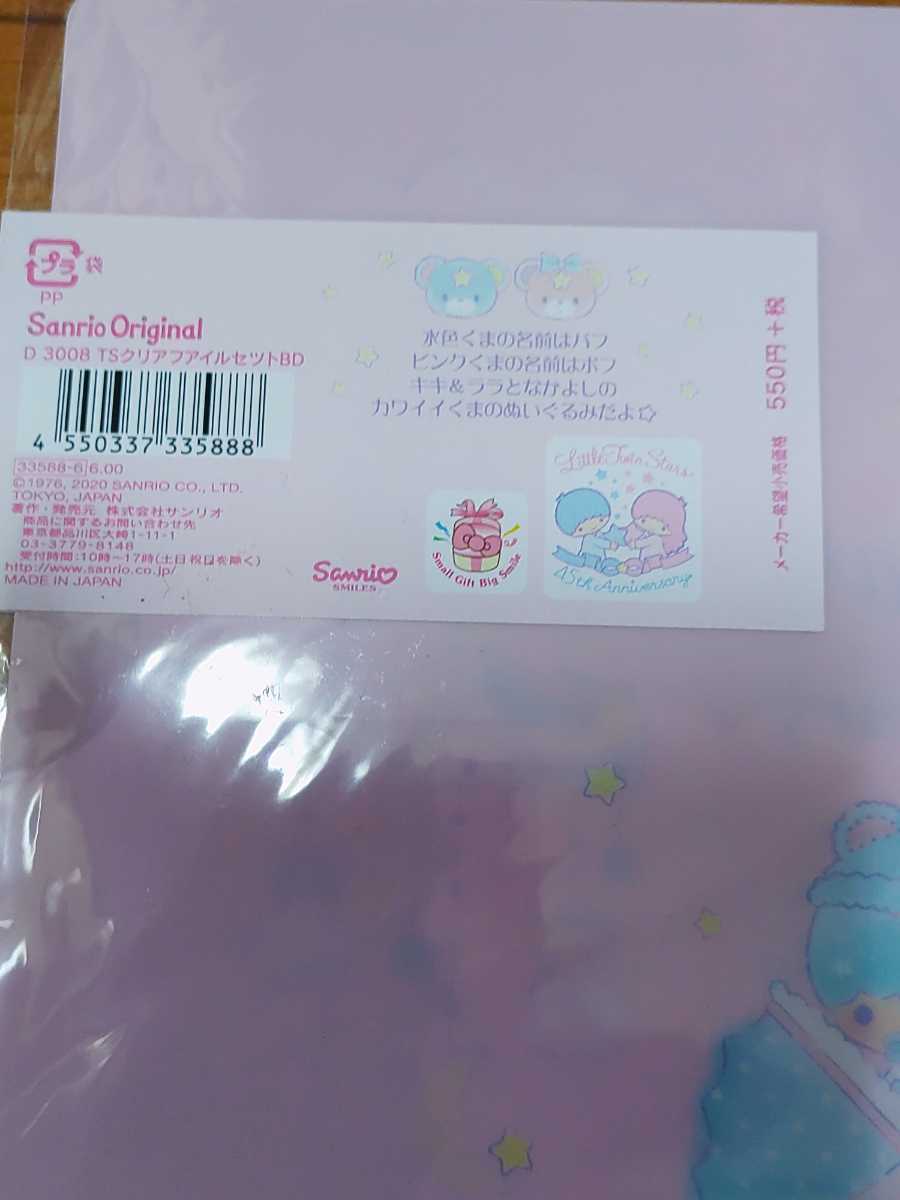 プラ 袋
PP
Sanrio Original
D 3008 TSクリアファイルセツトBD
4 550337 335888
33588-6 6.00
©1976, 2020 SANRIO CO., LTD.
TOKYO, JAPAN
著作・発売元 株式会社サンリオ
商品に関するお問い合わせ先
東京都品川区大崎1-11-1
03-3779-8148
受付時間:10時~17時(土日祝日を除く)
http://www.sanrio.co.jp/
MADE IN JAPAN
水色くまの名前はパフ
ピンクくまの名前はポフ
キキ&ララとなかよしの
カワイイくまのぬいぐるみだよ☆
Sanrio
SMILES
Small Gift Big Smile
Little Twin Stars
45th Anniversary
メーカー希望小売価格 550円+税